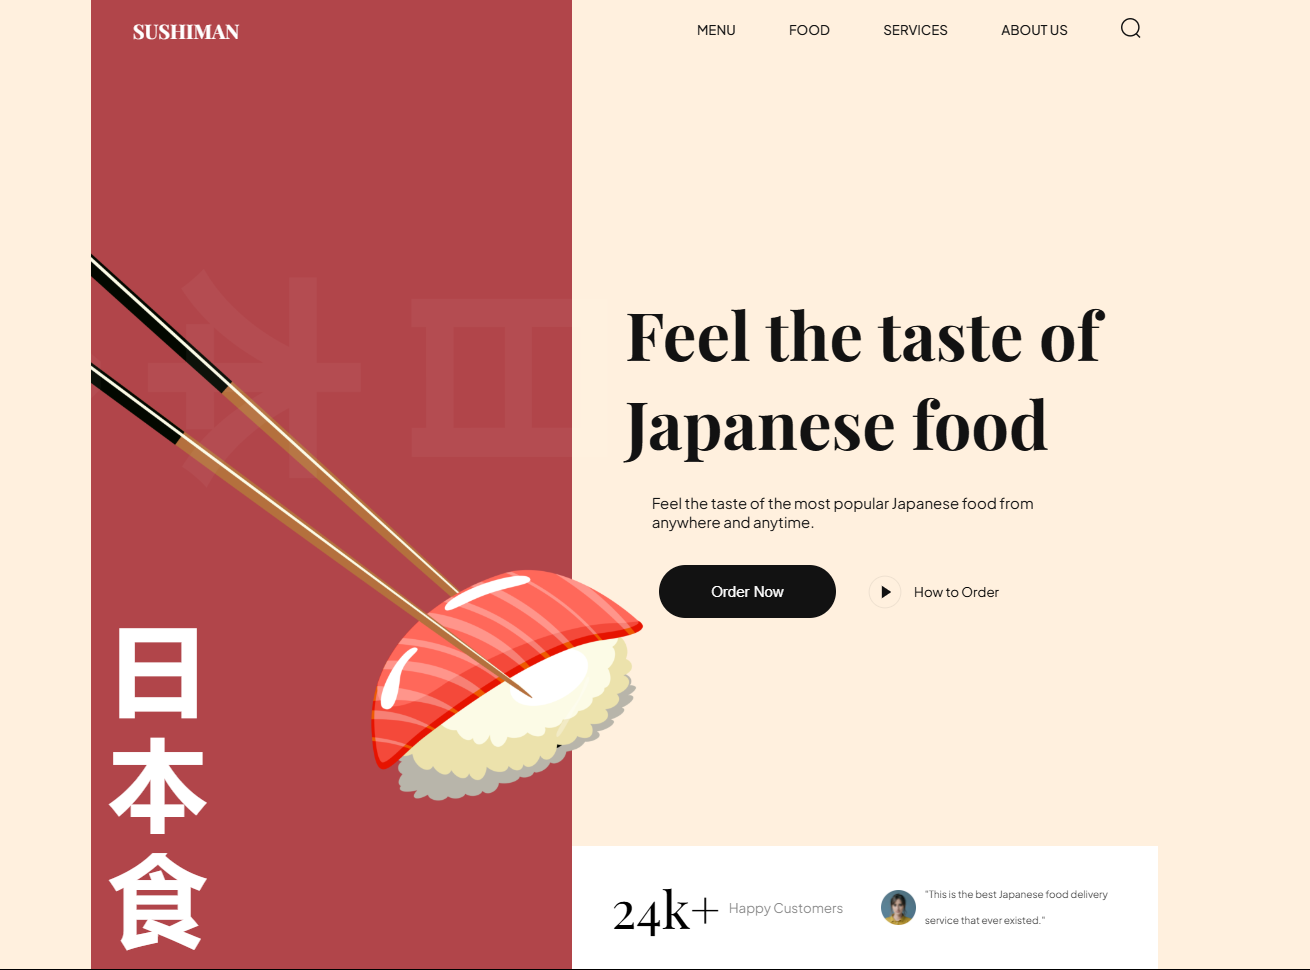 SUSHIMAN
MENU
FOOD
SERVICES
ABOUT US
日本
Feel the taste of
Japanese food
Feel the taste of the most popular Japanese food from
anywhere and anytime.
Order Now
How to Order
日
本
食
24k+
Happy Customers
"This is the best Japanese food delivery
service that ever existed."